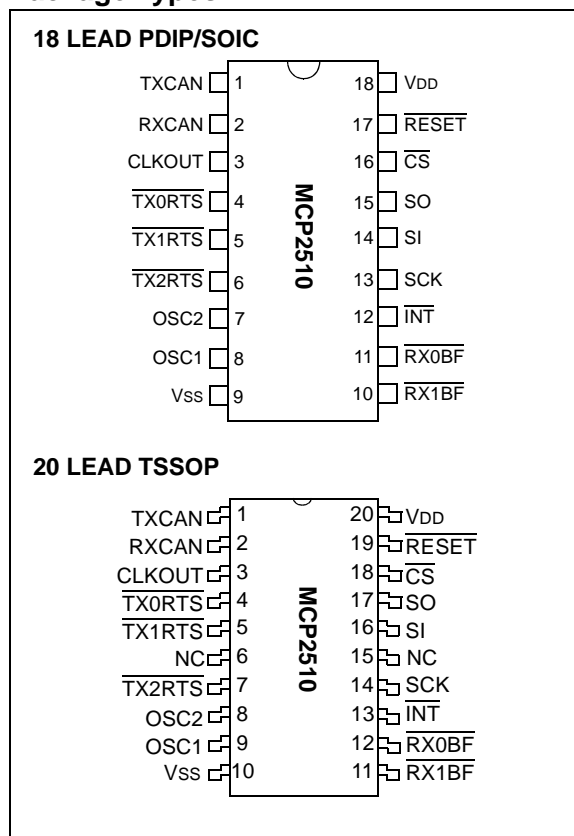 18 LEAD PDIP/SOIC
TXCAN 1 18 VDD
RXCAN 2 17 RESET
CLKOUT 3 16 CS
TX0RTS 4 15 SO
TX1RTS 5 14 SI
TX2RTS 6 13 SCK
OSC2 7 12 INT
OSC1 8 11 RX0BF
Vss 9 10 RX1BF
MCP2510
20 LEAD TSSOP
TXCAN 1 20 VDD
RXCAN 2 19 RESET
CLKOUT 3 18 CS
TX0RTS 4 17 SO
TX1RTS 5 16 SI
NC 6 15 NC
TX2RTS 7 14 SCK
OSC2 8 13 INT
OSC1 9 12 RX0BF
Vss 10 11 RX1BF
MCP2510